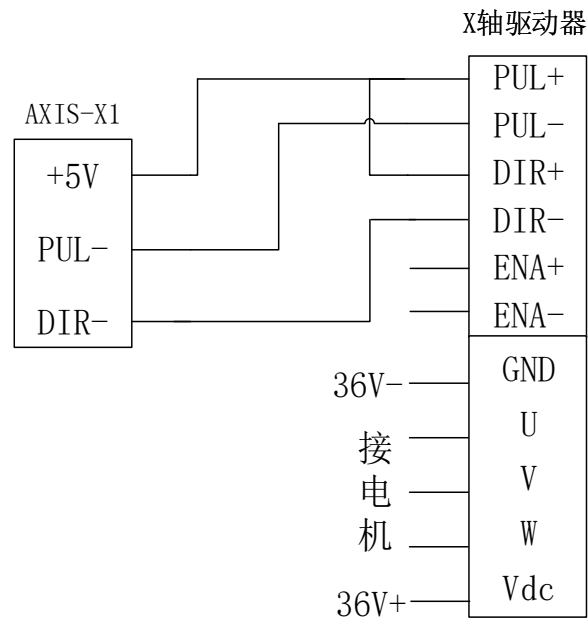 X轴驱动器
AXIS-X1
+5V
PUL-
DIR-
PUL+
PUL-
DIR+
DIR-
ENA+
ENA-
GND
U
V
W
Vdc
36V-
接
电
机
36V+